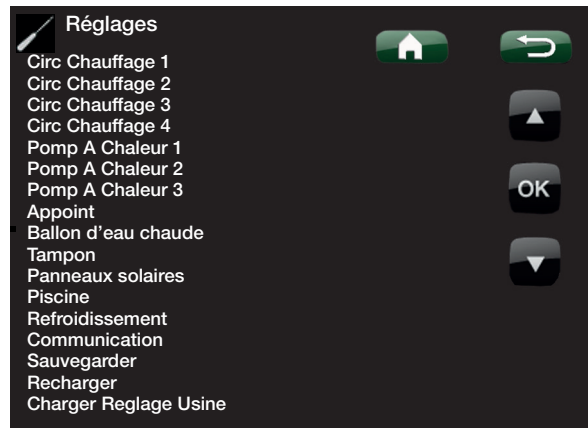 Réglages
Circ Chauffage 1
Circ Chauffage 2
Circ Chauffage 3
Circ Chauffage 4
Pomp A Chaleur 1
Pomp A Chaleur 2
Pomp A Chaleur 3
Appoint
Ballon d'eau chaude
Tampon
Panneaux solaires
Piscine
Refroidissement
Communication
Sauvegarder
Recharger
Charger Reglage Usine
OK